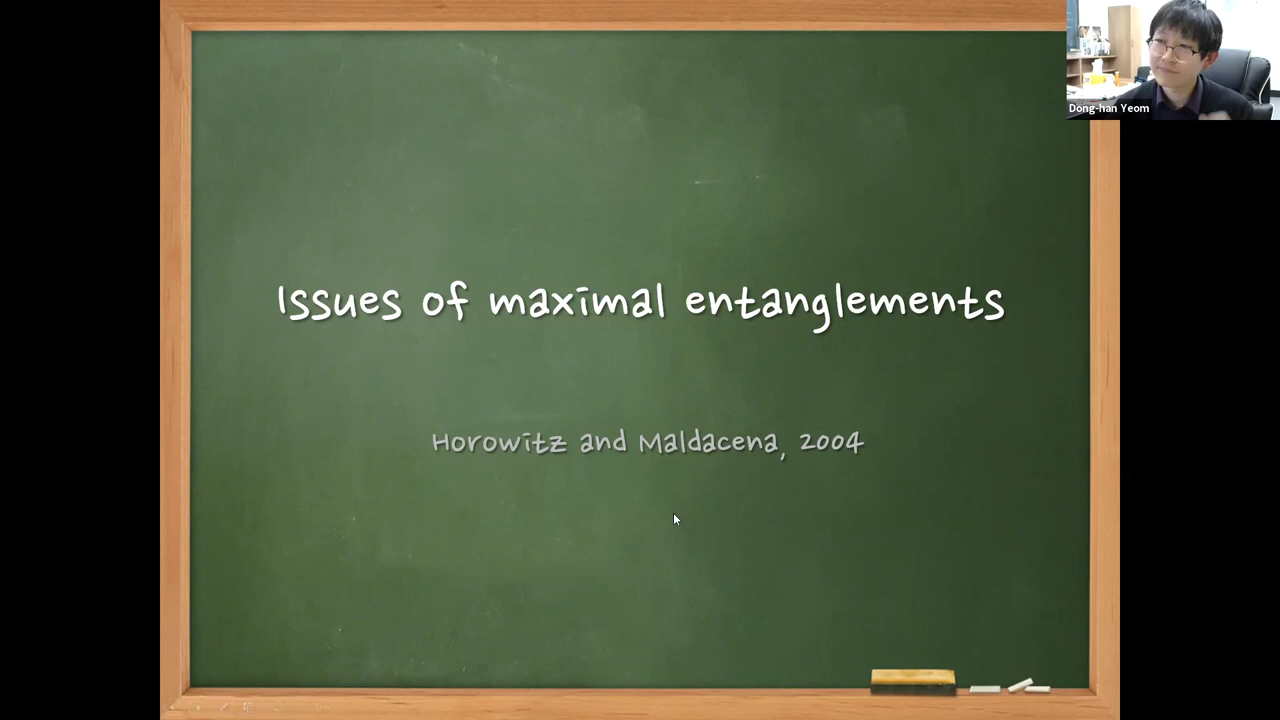 Dong-han Yeom
Issues of maximal entanglements
Horowitz and Maldacena, 2004